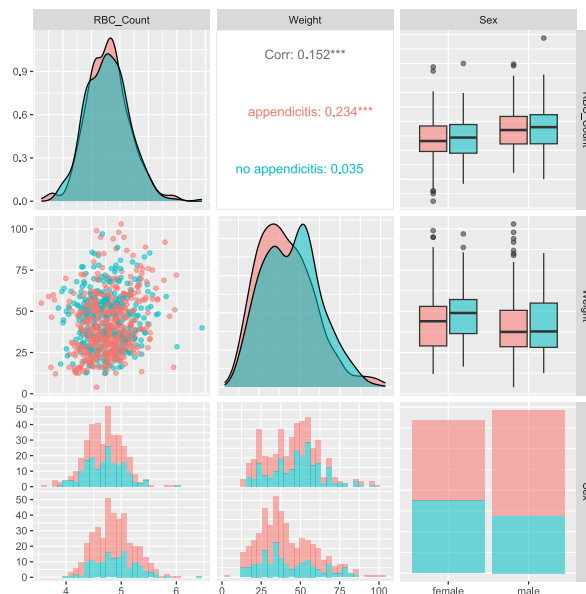 RBC_Count Weight Sex
Corr: 0.152***
appendicitis: 0.234***
no appendicitis: 0.035
0.9
0.6
0.3
0.0
RBC_Count
100
75
50
25
0
Weight
50
40
30
20
10
0
50
40
30
20
10
0
Sex
4 5 6 0 25 50 75 100 female male